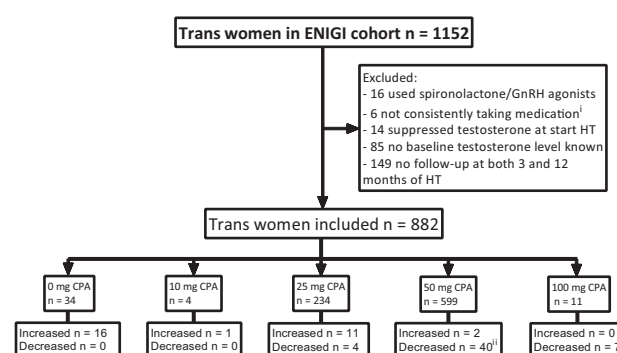 Trans women in ENIGI cohort n = 1152
Excluded:
- 16 used spironolactone/GnRH agonists
- 6 not consistently taking medicationⁱ
- 14 suppressed testosterone at start HT
- 85 no baseline testosterone level known
- 149 no follow-up at both 3 and 12
months of HT
Trans women included n = 882
0 mg CPA
n = 34
10 mg CPA
n = 4
25 mg CPA
n = 234
50 mg CPA
n = 599
100 mg CPA
n = 11
Increased n = 16
Decreased n = 0
Increased n = 1
Decreased n = 0
Increased n = 11
Decreased n = 4
Increased n = 2
Decreased n = 40ⁱⁱ
Increased n = 0
Decreased n = 7